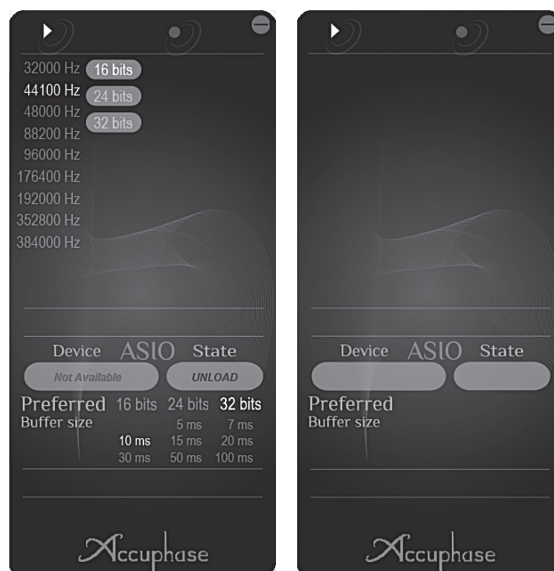 32000 Hz 16 bits
44100 Hz 24 bits
48000 Hz 32 bits
88200 Hz
96000 Hz
176400 Hz
192000 Hz
352800 Hz
384000 Hz
Device ASIO State
Not Available UNLOAD
Preferred 16 bits 24 bits 32 bits
Buffer size 5 ms 7 ms
10 ms 15 ms 20 ms
30 ms 50 ms 100 ms
Accuphase
Device ASIO State
Preferred
Buffer size
Accuphase